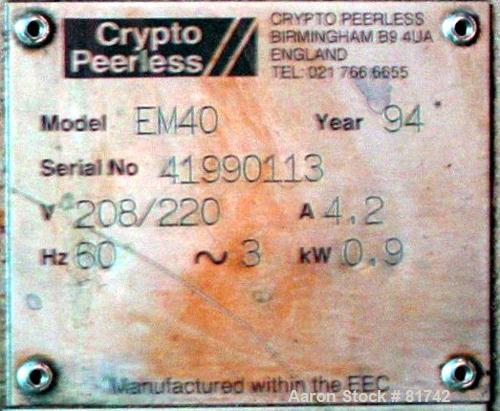 Crypto
Peerless
CRYPTO PEERLESS
BIRMINGHAM B9 4UA
ENGLAND
TEL: 021 766 6655
Model EM40 Year 94
Serial No 41990113
V 208/220 A 4.2
Hz 60 ~ 3 kW 0.9
Manufactured within the EEC
Aaron Stock # 81742